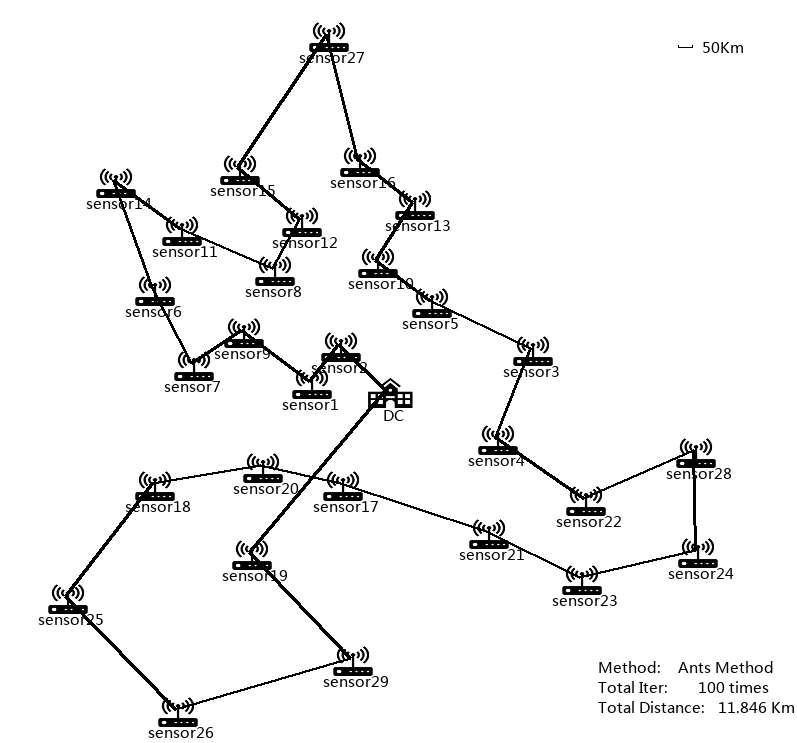 sensor27
50Km
sensor16
sensor15
sensor14
sensor13
sensor12
sensor11
sensor10
sensor8
sensor6
sensor5
sensor9
sensor2
sensor3
sensor7
sensor1
DC
sensor4
sensor28
sensor20
sensor18
sensor17
sensor22
sensor21
sensor19
sensor24
sensor23
sensor25
sensor29
sensor26
Method: Ants Method
Total Iter: 100 times
Total Distance: 11.846 Km